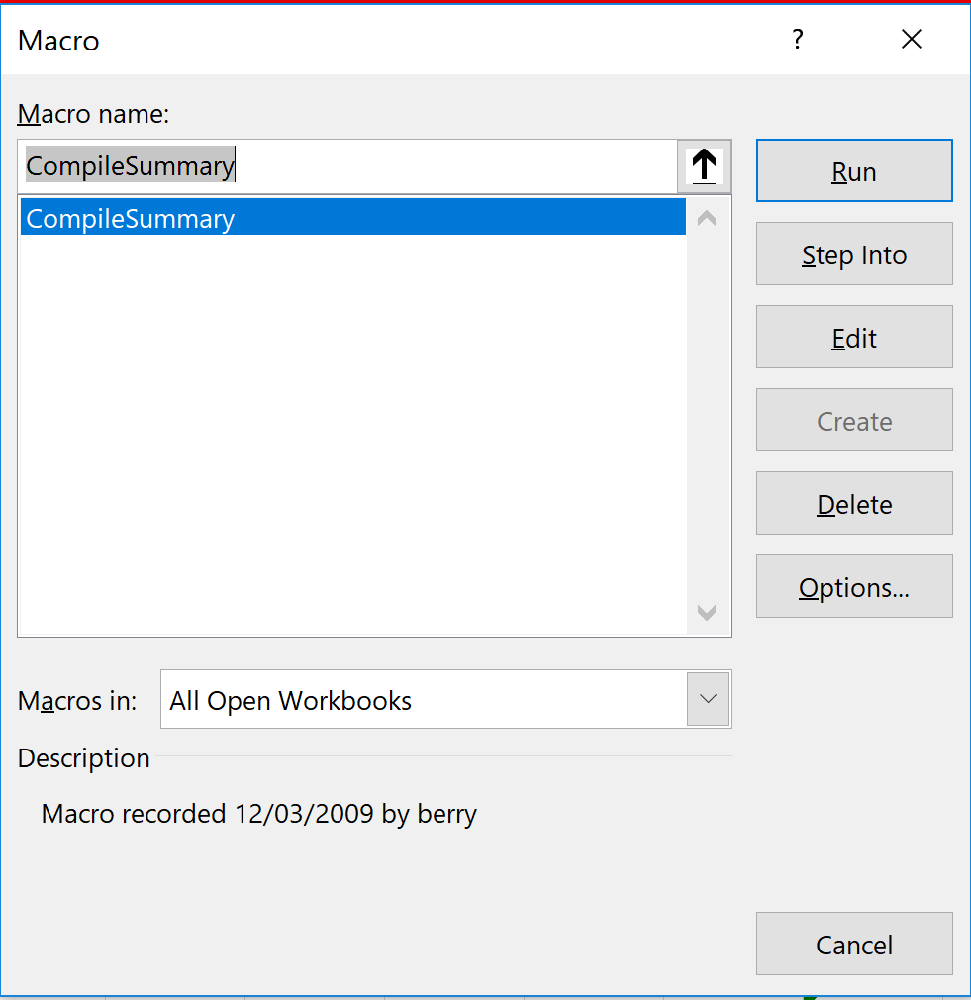 Macro
?
Macro name:
CompileSummary
CompileSummary
Run
Step Into
Edit
Create
Delete
Options...
Macros in:
All Open Workbooks
Description
Macro recorded 12/03/2009 by berry
Cancel